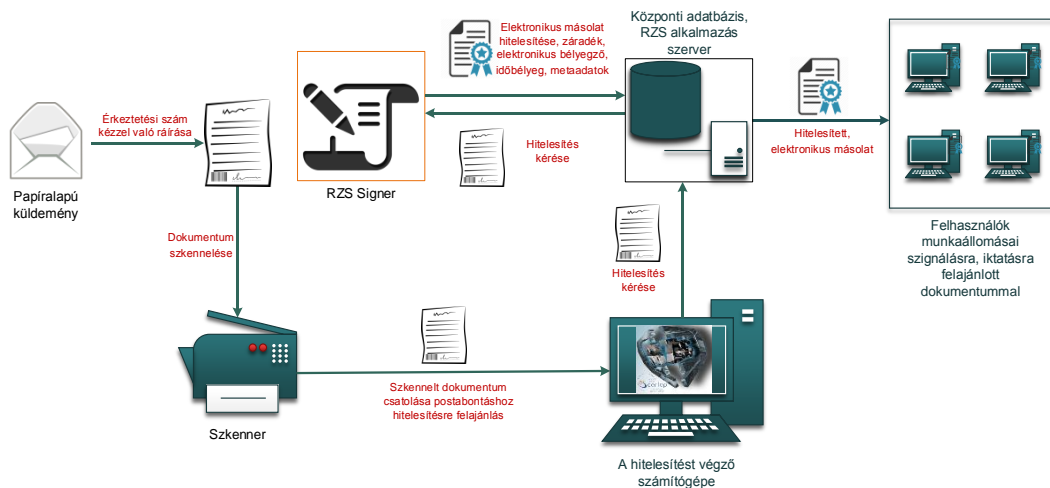 Elektronikus másolat
hitelesítése, záradék,
elektronikus bélyegző,
időbélyeg, metaadatok
Központi adatbázis,
RZS alkalmazás
szerver
Érkeztetési szám
kézzel való ráírása
Hitelesítés
kérése
Hitelesített,
elektronikus másolat
Papíralapú
küldemény
RZS Signer
Felhasználók
munkaállomásai
szignálásra, iktatásra
felajánlott
dokumentummal
Dokumentum
szkennelése
Hitelesítés
kérése
Szkennelt dokumentum
csatolása postabontáshoz
hitelesítésre felajánlás
Szkenner
A hitelesítést végző
számítógépe